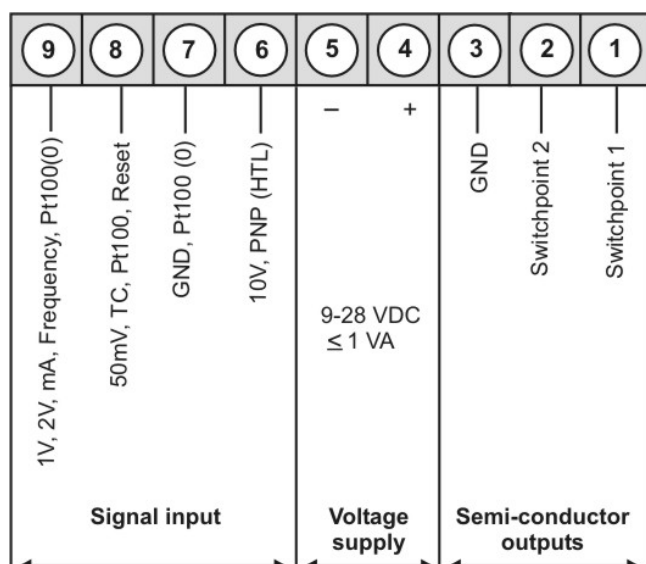 9 8 7 6 5 4 3 2 1
– +
1V, 2V, mA, Frequency, Pt100(0)
50mV, TC, Pt100, Reset
GND, Pt100 (0)
10V, PNP (HTL)
9-28 VDC
≤ 1 VA
GND
Switchpoint 2
Switchpoint 1
Signal input
Voltage
supply
Semi-conductor
outputs